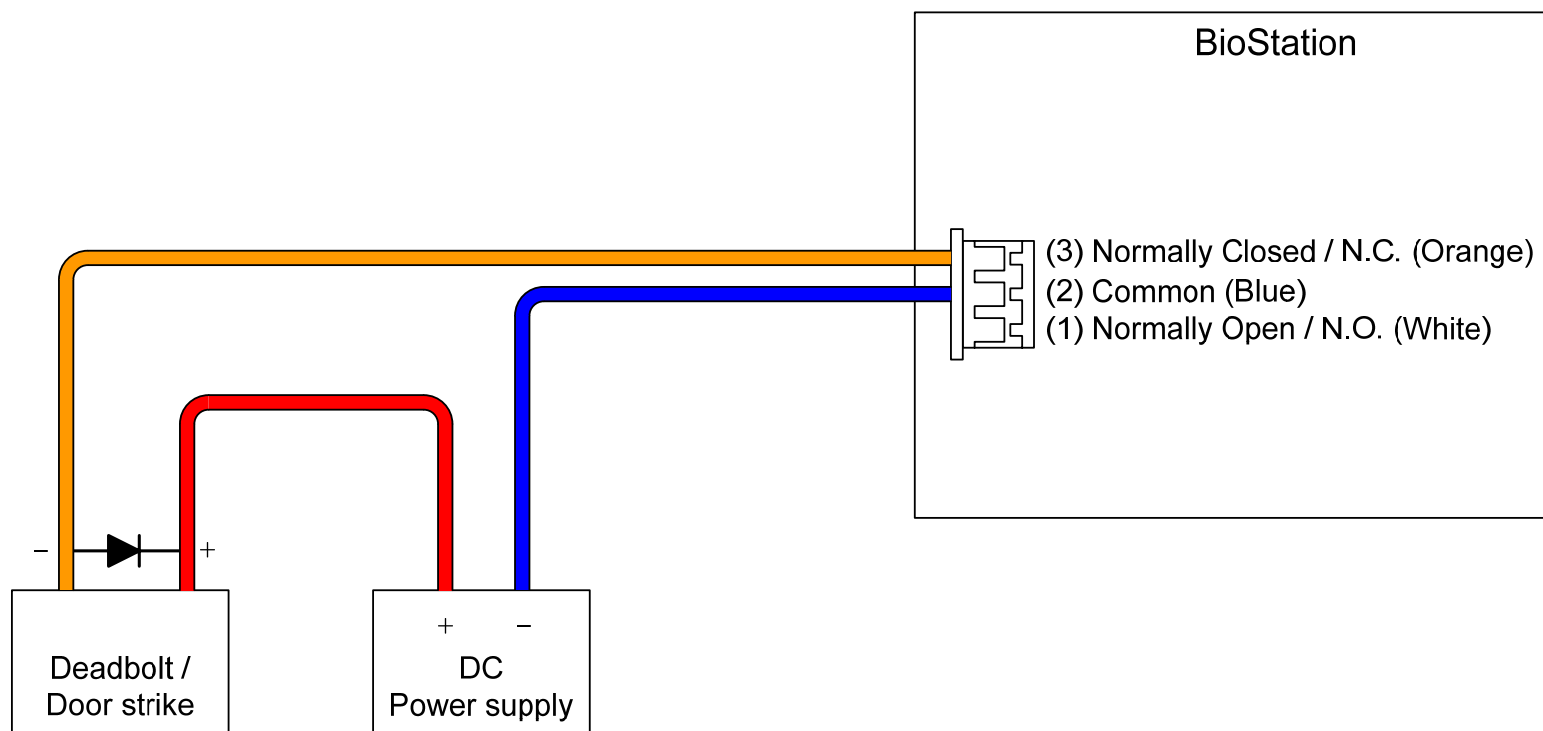 BioStation
(3) Normally Closed / N.C. (Orange)
(2) Common (Blue)
(1) Normally Open / N.O. (White)
− +
+ −
Deadbolt /
Door strike
DC
Power supply